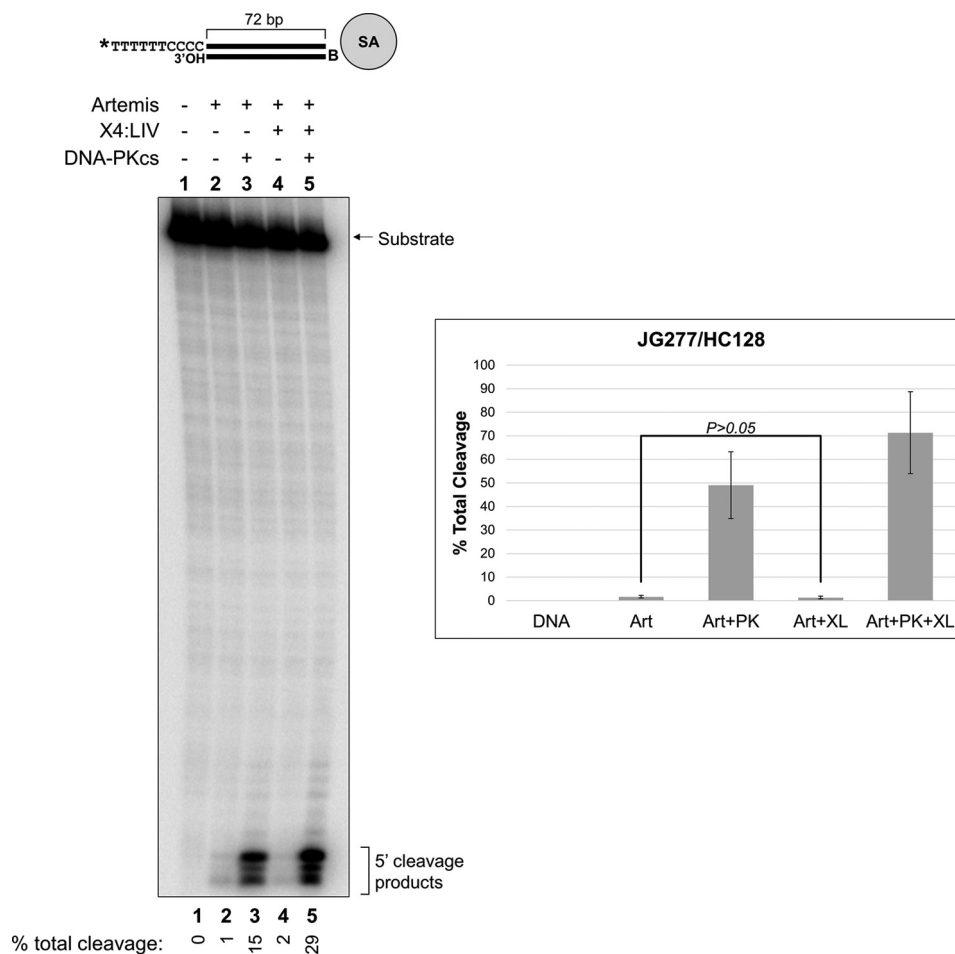 72 bp
*TTTTTTCCCC
3'OH
B
SA
Artemis - + + + +
X4:LIV - - - + +
DNA-PKcs - - + - +
1 2 3 4 5
Substrate
5' cleavage
products
1 2 3 4 5
% total cleavage: 0 1 15 2 29
JG277/HC128
% Total Cleavage
100
90
80
70
60
50
40
30
20
10
0
P>0.05
DNA Art Art+PK Art+XL Art+PK+XL